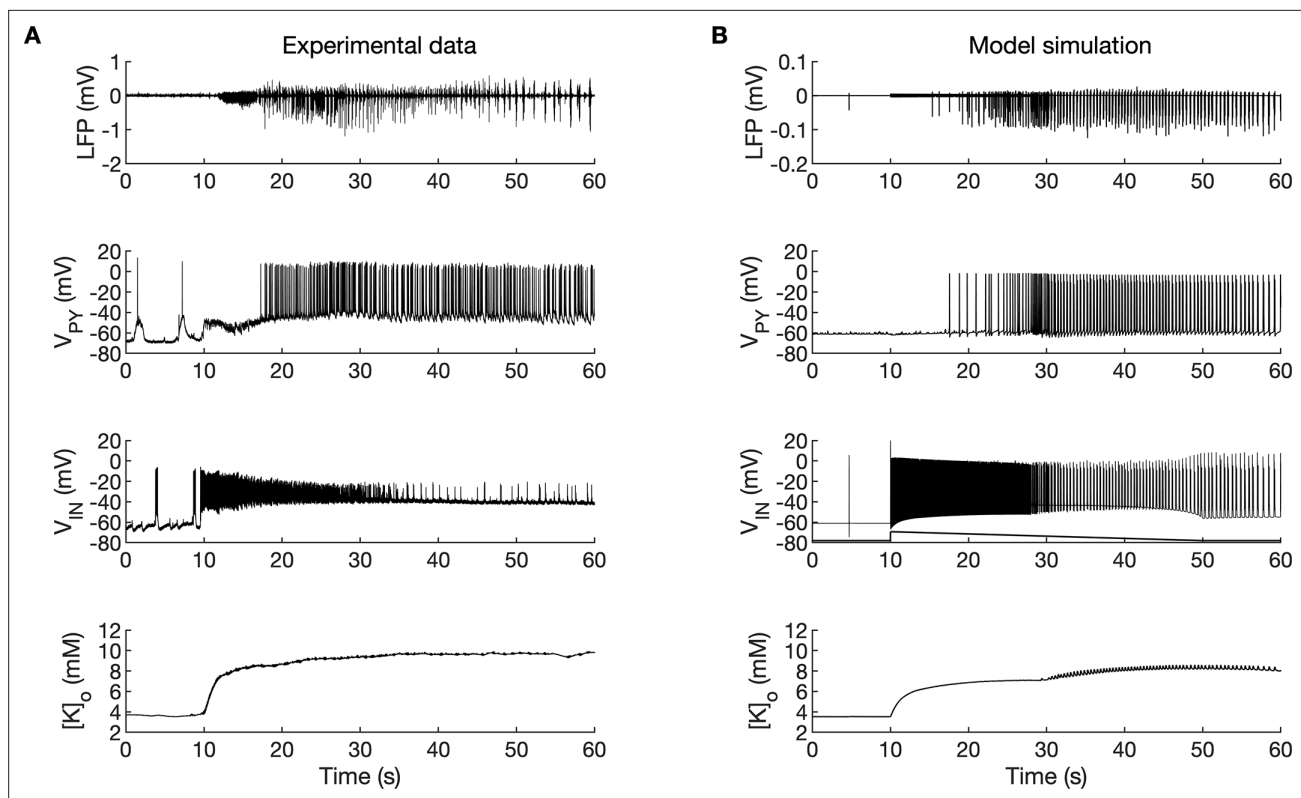 A
Experimental data
LFP (mV)
1
0
-1
-2
0 10 20 30 40 50 60
V_PY (mV)
20
0
-20
-40
-60
-80
0 10 20 30 40 50 60
V_IN (mV)
20
0
-20
-40
-60
-80
0 10 20 30 40 50 60
[K]_o (mM)
12
10
8
6
4
2
0 10 20 30 40 50 60
Time (s)
B
Model simulation
LFP (mV)
0.1
0
-0.1
0.2
0 10 20 30 40 50 60
V_PY (mV)
20
0
-20
-40
-60
-80
0 10 20 30 40 50 60
V_IN (mV)
20
0
-20
-40
-60
-80
0 10 20 30 40 50 60
[K]_o (mM)
12
10
8
6
4
2
0 10 20 30 40 50 60
Time (s)